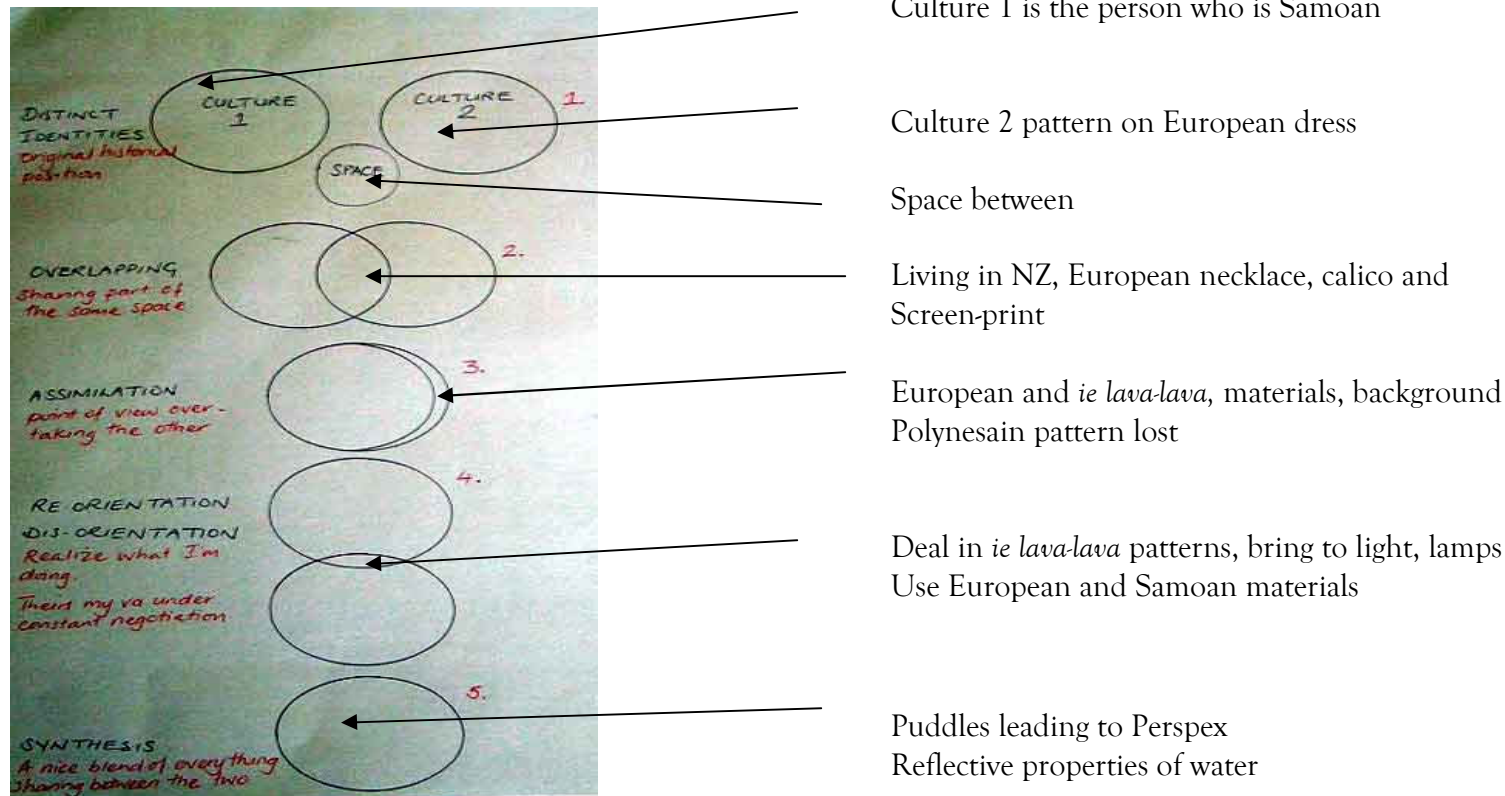 Culture 1 is the person who is Samoan
CULTURE
1
CULTURE
2
1.
DISTINCT
IDENTITIES
original historical
position
SPACE
Culture 2 pattern on European dress
Space between
2.
OVERLAPPING
Sharing part of
the same space
Living in NZ, European necklace, calico and
Screen-print
3.
ASSIMILATION
point of view over-
taking the other
European and ie lava-lava, materials, background
Polynesain pattern lost
4.
RE ORIENTATION
DIS-ORIENTATION
Realize what I'm
doing.
Theirs my va under
constant negotiation
Deal in ie lava-lava patterns, bring to light, lamps
Use European and Samoan materials
5.
SYNTHESIS
A nice blend of everything
Sharing between the two
Puddles leading to Perspex
Reflective properties of water